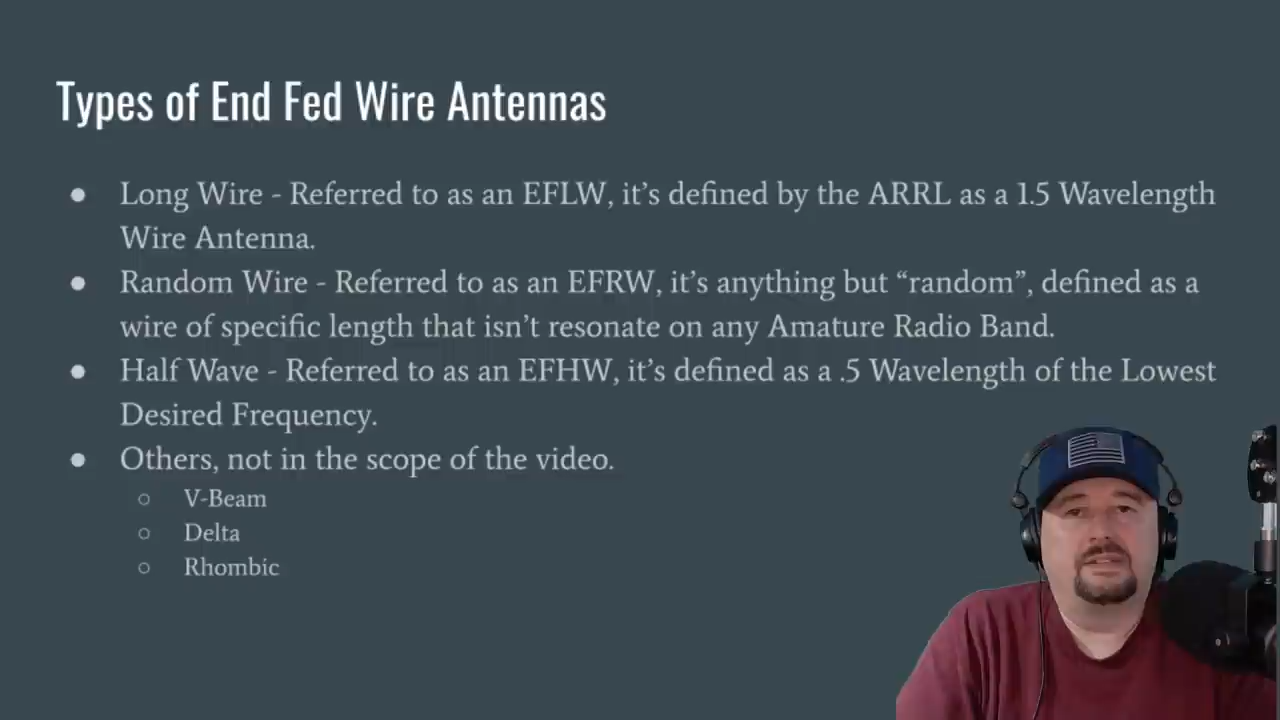 Types of End Fed Wire Antennas
● Long Wire - Referred to as an EFLW, it’s defined by the ARRL as a 1.5 Wavelength
Wire Antenna.
● Random Wire - Referred to as an EFRW, it’s anything but “random”, defined as a
wire of specific length that isn’t resonate on any Amature Radio Band.
● Half Wave - Referred to as an EFHW, it’s defined as a .5 Wavelength of the Lowest
Desired Frequency.
● Others, not in the scope of the video.
○ V-Beam
○ Delta
○ Rhombic